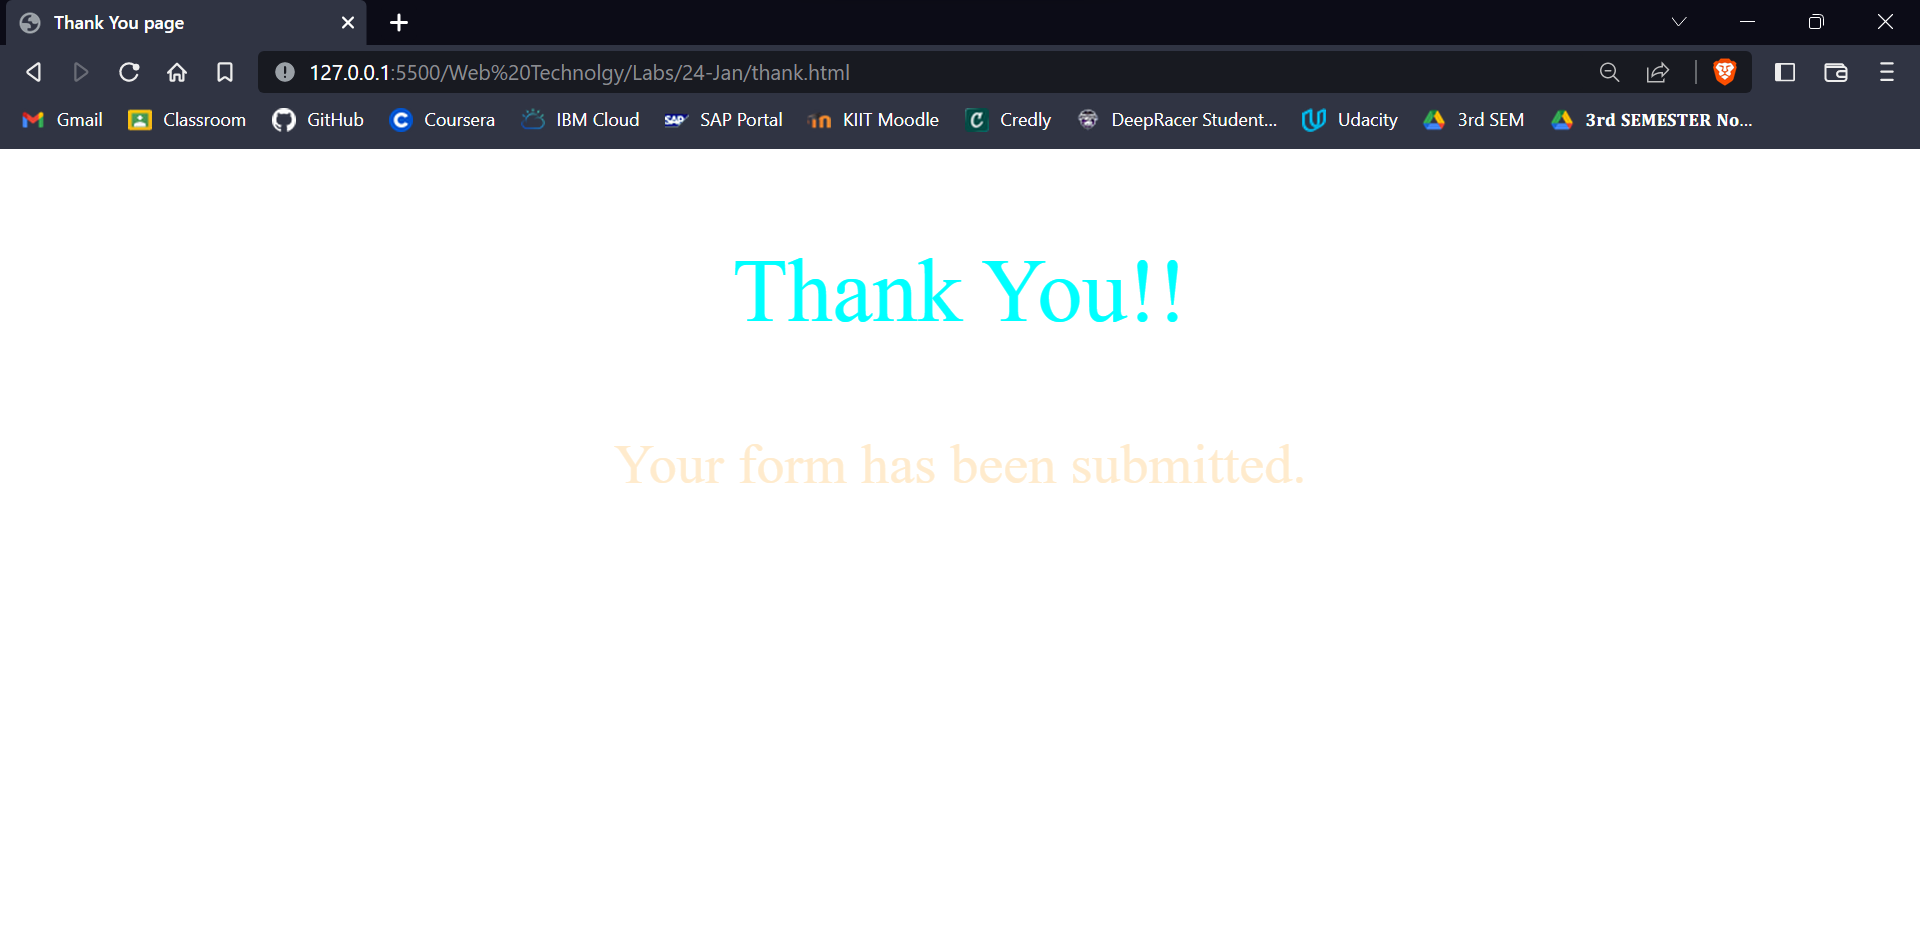 Thank You page
127.0.0.1:5500/Web%20Technolgy/Labs/24-Jan/thank.html
Gmail Classroom GitHub Coursera IBM Cloud SAP SAP Portal KIIT Moodle Credly DeepRacer Student... Udacity 3rd SEM 3rd SEMESTER No...
Thank You!!
Your form has been submitted.